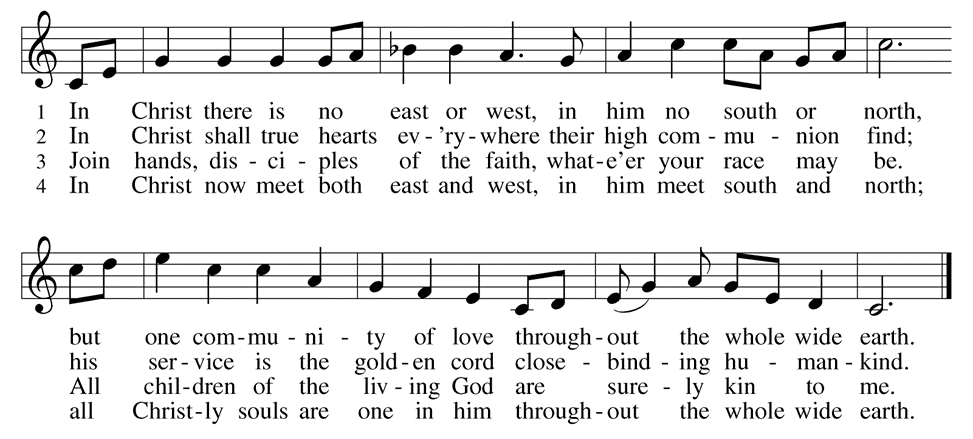 1 In Christ there is no east or west, in him no south or north,
2 In Christ shall true hearts ev-'ry-where their high com-mu-nion find;
3 Join hands, dis-ci-ples of the faith, what-e'er your race may be.
4 In Christ now meet both east and west, in him meet south and north;
but one com-mu-ni-ty of love through-out the whole wide earth.
his ser-vice is the gold-en cord close-bind-ing hu-man-kind.
All chil-dren of the liv-ing God are sure-ly kin to me.
all Christ-ly souls are one in him through-out the whole wide earth.